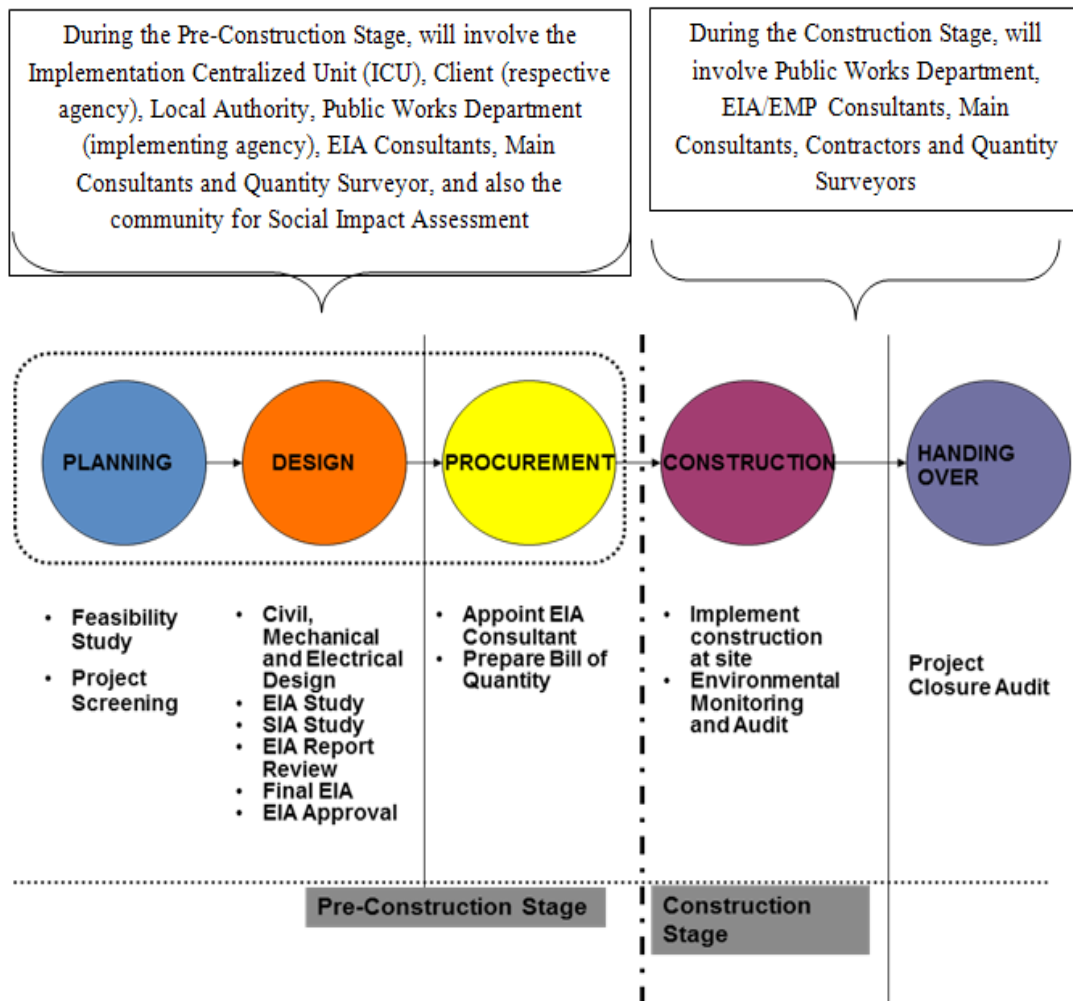 During the Pre-Construction Stage, will involve the
Implementation Centralized Unit (ICU), Client (respective
agency), Local Authority, Public Works Department
(implementing agency), EIA Consultants, Main
Consultants and Quantity Surveyor, and also the
community for Social Impact Assessment
During the Construction Stage, will
involve Public Works Department,
EIA/EMP Consultants, Main
Consultants, Contractors and Quantity
Surveyors
PLANNING
DESIGN
PROCUREMENT
CONSTRUCTION
HANDING
OVER
• Feasibility
Study
• Project
Screening
• Civil,
Mechanical
and Electrical
Design
• EIA Study
• SIA Study
• EIA Report
Review
• Final EIA
• EIA Approval
• Appoint EIA
Consultant
• Prepare Bill of
Quantity
• Implement
construction
at site
• Environmental
Monitoring
and Audit
Project
Closure Audit
Pre-Construction Stage
Construction
Stage